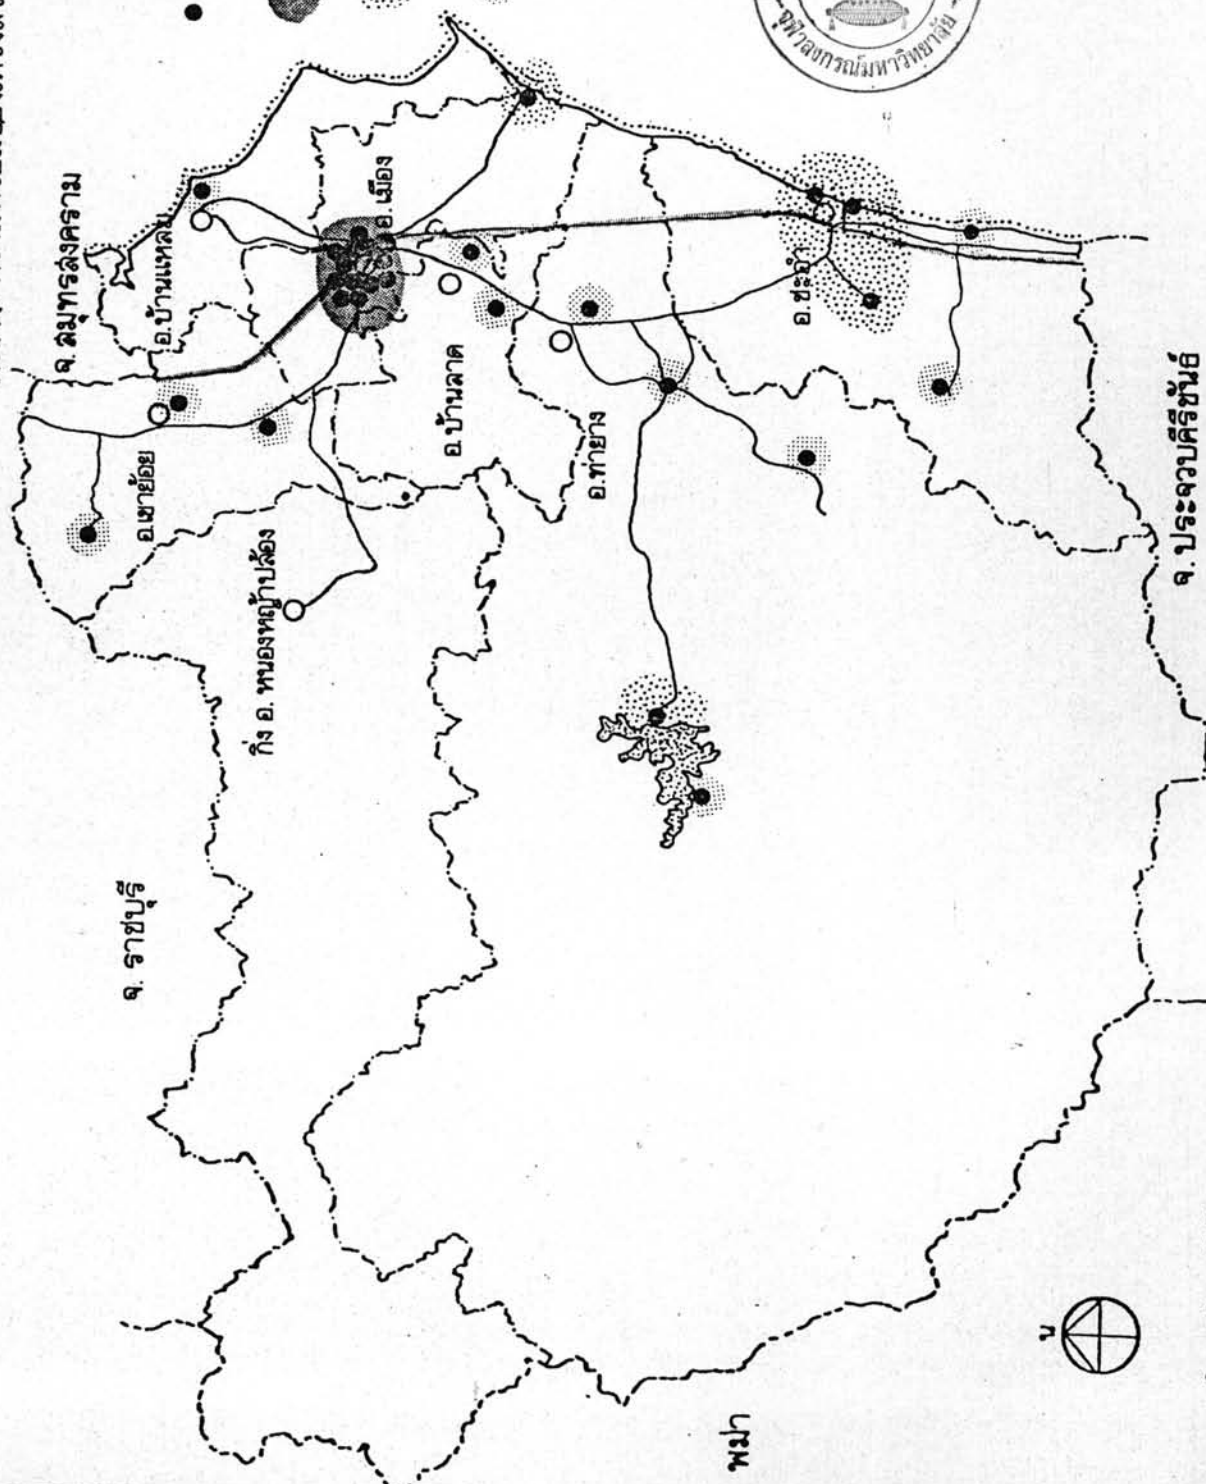 จุฬาลงกรณ์มหาวิทยาลัย
จ. สมุทรสงคราม
อ.บ้านแหลม
อ.เมือง
อ.เขาย้อย
กิ่ง อ. หนองหญ้าปล้อง
อ.บ้านลาด
อ.ท่ายาง
อ.ชะอำ
จ. ราชบุรี
จ. ประจวบคีรีขันธ์
พม่า
น